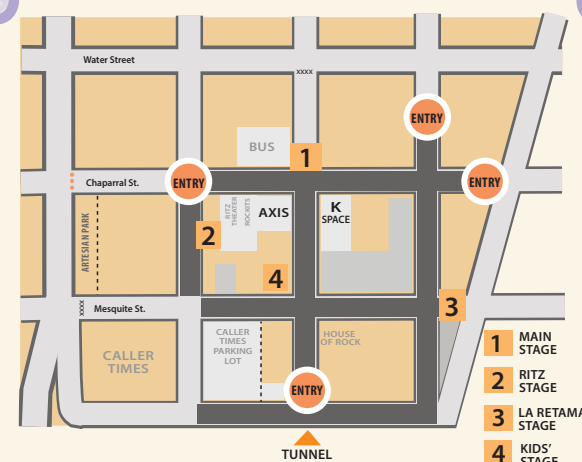 Water Street
xxxx
ENTRY
BUS
1
Chaparral St.
ENTRY
ENTRY
ARTESIAN PARK
RITZ
THEATER
ROCKITS
AXIS
K
SPACE
2
4
Mesquite St.
xxxx
3
CALLER
TIMES
CALLER
TIMES
PARKING
LOT
HOUSE
OF ROCK
ENTRY
TUNNEL
1 MAIN
STAGE
2 RITZ
STAGE
3 LA RETAMA
STAGE
4 KIDS'
STAGE